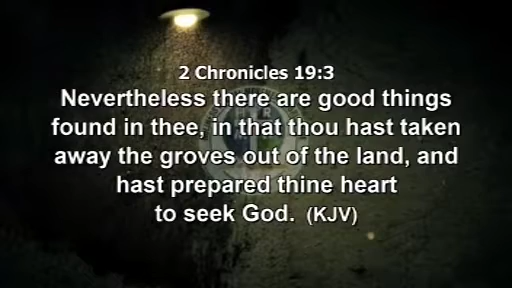 2 Chronicles 19:3
Nevertheless there are good things
found in thee, in that thou hast taken
away the groves out of the land, and
hast prepared thine heart
to seek God. (KJV)